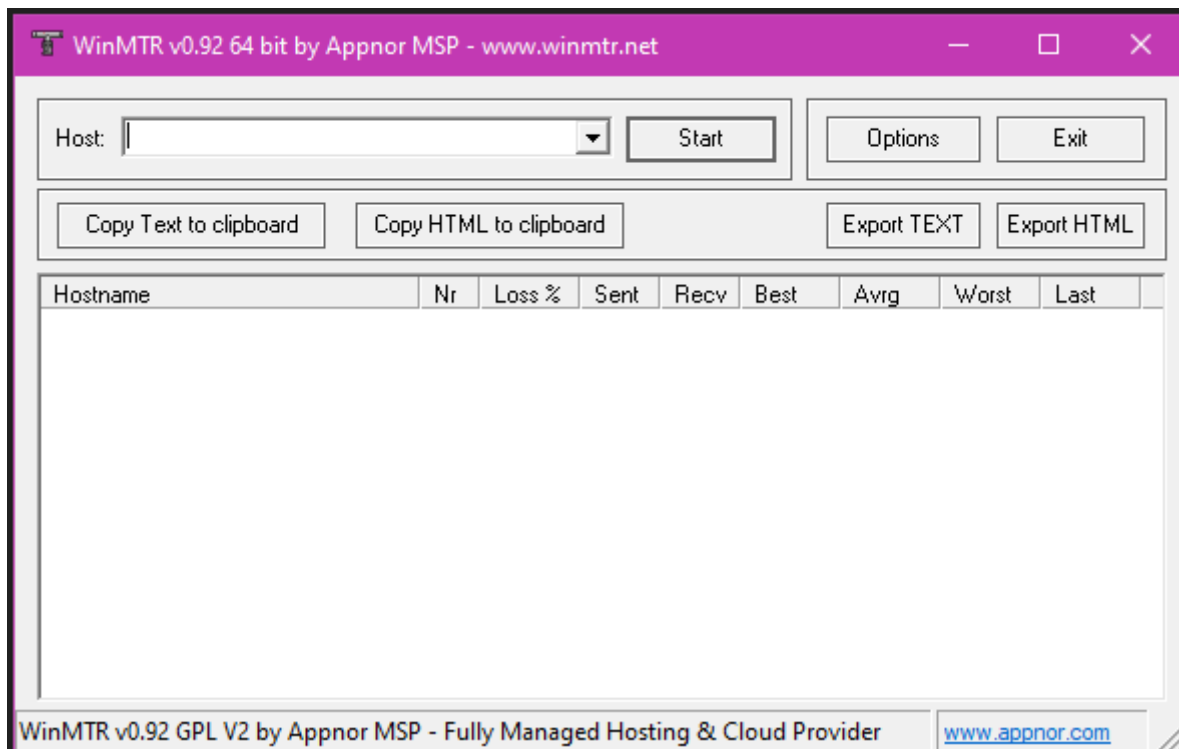 WinMTR v0.92 64 bit by Appnor MSP - www.winmtr.net
Host: Start Options Exit
Copy Text to clipboard Copy HTML to clipboard Export TEXT Export HTML
Hostname Nr Loss % Sent Recv Best Avrg Worst Last
WinMTR v0.92 GPL V2 by Appnor MSP - Fully Managed Hosting & Cloud Provider www.appnor.com